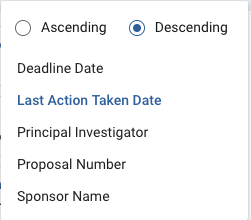 Ascending Descending
Deadline Date
Last Action Taken Date
Principal Investigator
Proposal Number
Sponsor Name